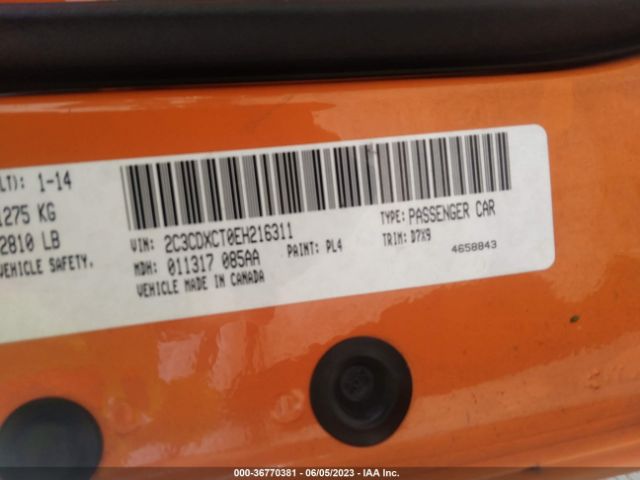 LT): 1-14
1275 KG
2810 LB
VEHICLE SAFETY.
VIN: 2C3CDXCT0EH216311
TYPE: PASSENGER CAR
MDH: 011317 085AA
PAINT: PL4
TRIM: D7X9
VEHICLE MADE IN CANADA
4658843
000-36770381 - 06/05/2023 - IAA Inc.